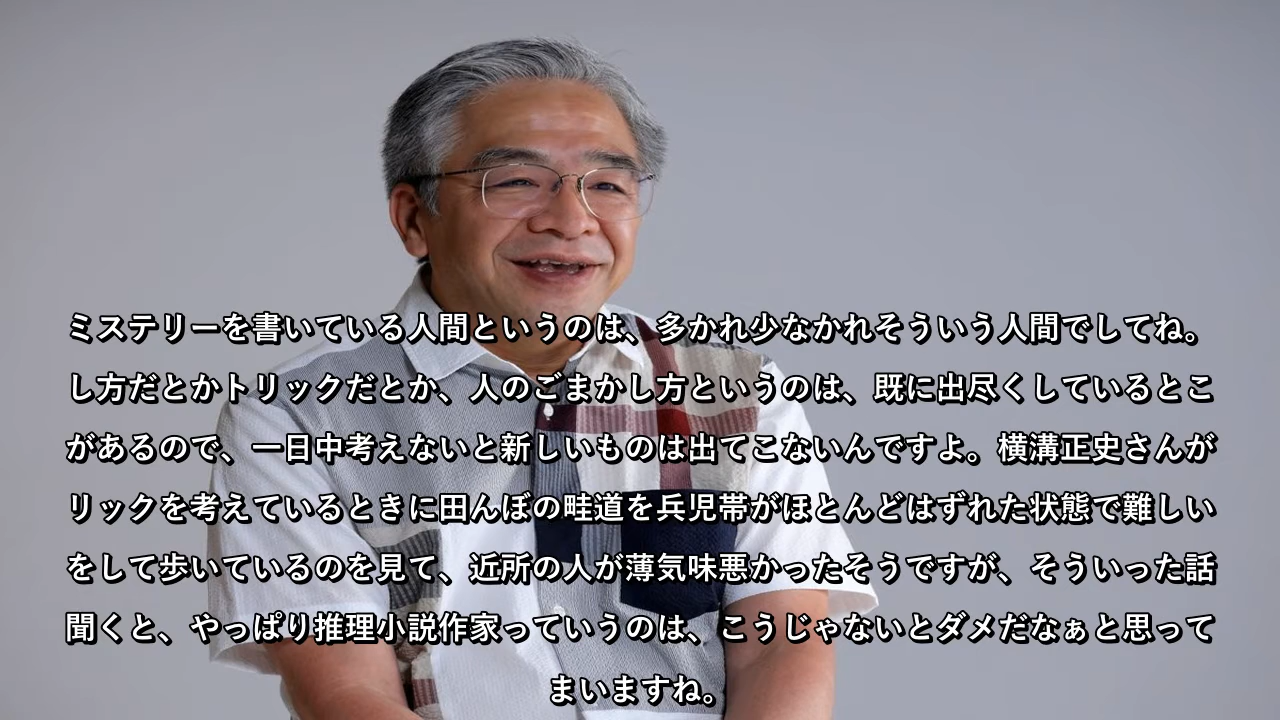 ミステリーを書いている人間というのは、多かれ少なかれそういう人間でしてね。
し方だとかトリックだとか、人のごまかし方というのは、既に出尽くしているとこ
があるので、一日中考えないと新しいものは出てこないんですよ。横溝正史さんが
リックを考えているときに田んぼの畦道を兵児帯がほとんどはずれた状態で難しい
をして歩いているのを見て、近所の人が薄気味悪かったそうですが、そういった話
聞くと、やっぱり推理小説作家っていうのは、こうじゃないとダメだなぁと思って
まいますね。